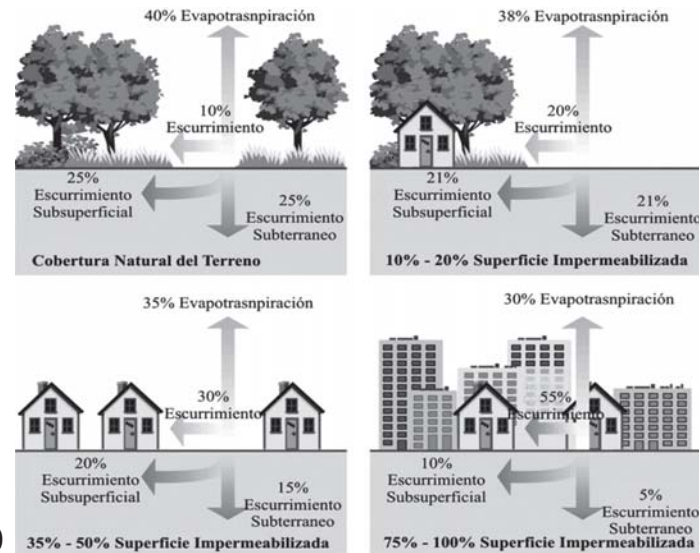 40% Evapotrasnpiración
10%
Escurrimiento
25%
Escurrimiento
Subsuperficial
25%
Escurrimiento
Subterraneo
Cobertura Natural del Terreno
38% Evapotrasnpiración
20%
Escurrimiento
21%
Escurrimiento
Subsuperficial
21%
Escurrimiento
Subterraneo
10% - 20% Superficie Impermeabilizada
35% Evapotrasnpiración
30%
Escurrimiento
20%
Escurrimiento
Subsuperficial
15%
Escurrimiento
Subterraneo
)
35% - 50% Superficie Impermeabilizada
30% Evapotrasnpiración
55%
Escurrimiento
10%
Escurrimiento
Subsuperficial
5%
Escurrimiento
Subterraneo
75% - 100% Superficie Impermeabilizada